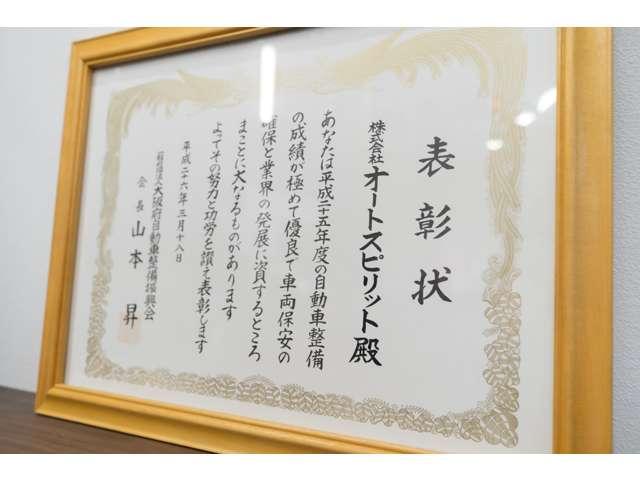 表彰状
株式会社オートスピリット殿
あなたは平成二十五年度の自動車整備
の成績が極めて優良で車両保安の
確保と業界の発展に資するところ
まことに大なるものがあります
よってその努力と功労を讃え表彰します
平成二十六年三月十八日
一般社団法人大阪府自動車整備振興会
会長 山本昇